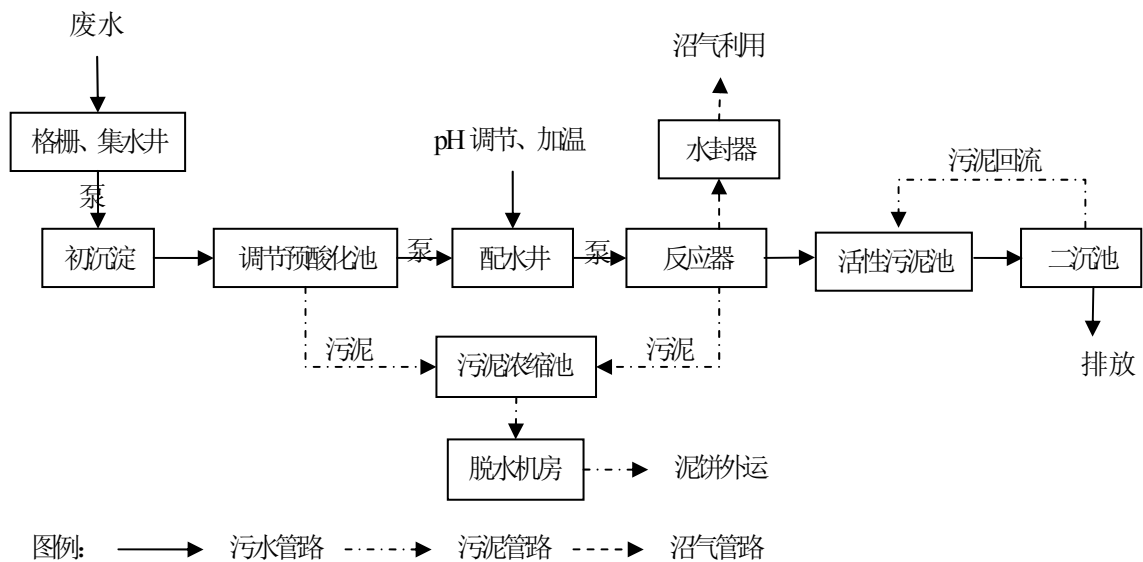 废水
沼气利用
格栅、集水井
pH 调节、加温
水封器
污泥回流
泵
初沉淀
调节预酸化池
泵
配水井
泵
反应器
活性污泥池
二沉池
污泥
污泥浓缩池
污泥
排放
脱水机房
泥饼外运
图例:
污水管路
污泥管路
沼气管路